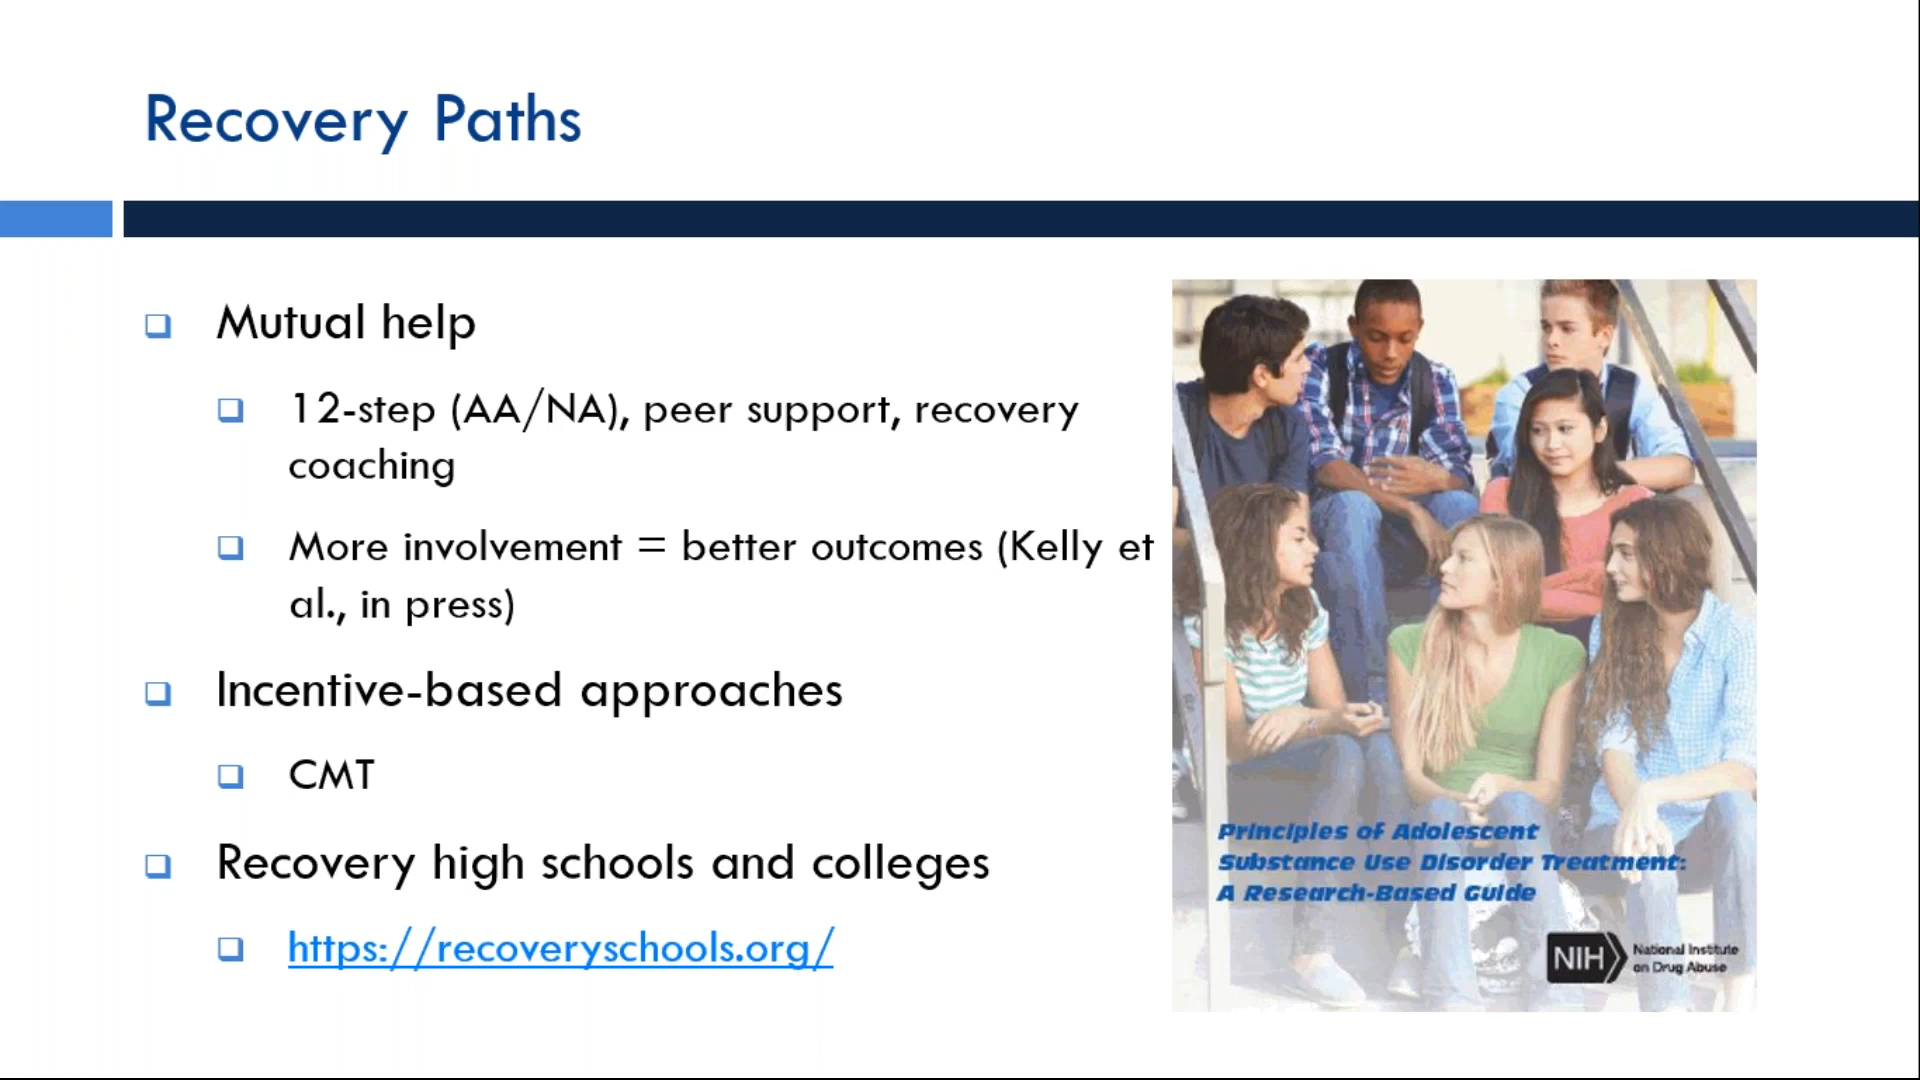 Recovery Paths
Mutual help
12-step (AA/NA), peer support, recovery
coaching
More involvement = better outcomes (Kelly et
al., in press)
Incentive-based approaches
CMT
Recovery high schools and colleges
https://recoveryschools.org/
Principles of Adolescent
Substance Use Disorder Treatment:
A Research-Based Guide
NIH
National Institute
on Drug Abuse